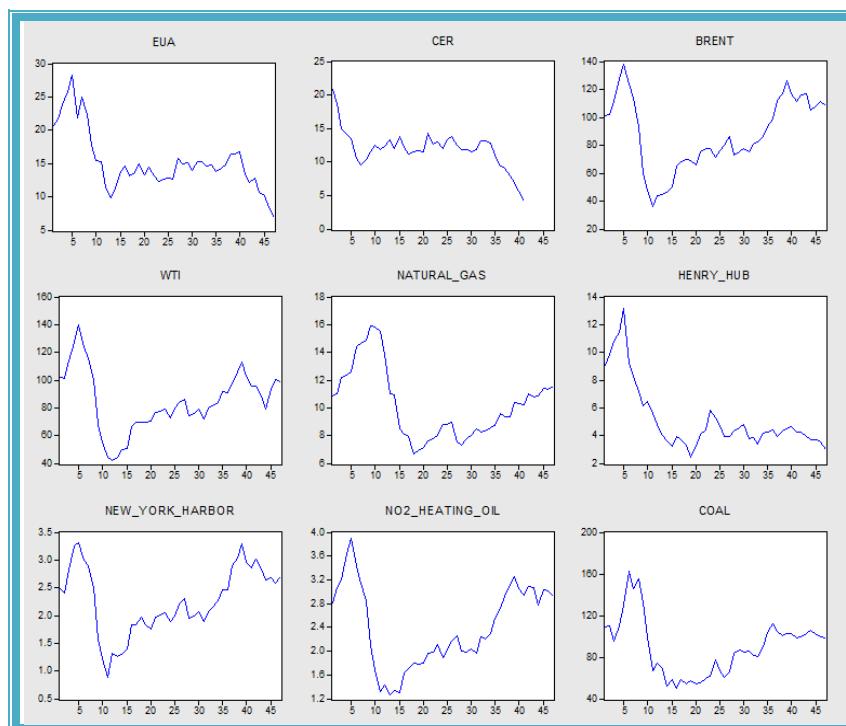 EUA CER BRENT
30 25 140
25 20 120
20 15 100
15 10 80
10 5 60
5 0 40
20
5 10 15 20 25 30 35 40 45
5 10 15 20 25 30 35 40 45
5 10 15 20 25 30 35 40 45
WTI NATURAL_GAS HENRY_HUB
160 18 14
140 16 12
120 14 10
100 12 8
80 10 6
60 8 4
40 6 2
5 10 15 20 25 30 35 40 45
5 10 15 20 25 30 35 40 45
5 10 15 20 25 30 35 40 45
NEW_YORK_HARBOR NO2_HEATING_OIL COAL
3.5 4.0 200
3.0 3.6 160
2.5 3.2 120
2.0 2.8 80
1.5 2.4 40
1.0 2.0
0.5 1.6
1.2
5 10 15 20 25 30 35 40 45
5 10 15 20 25 30 35 40 45
5 10 15 20 25 30 35 40 45